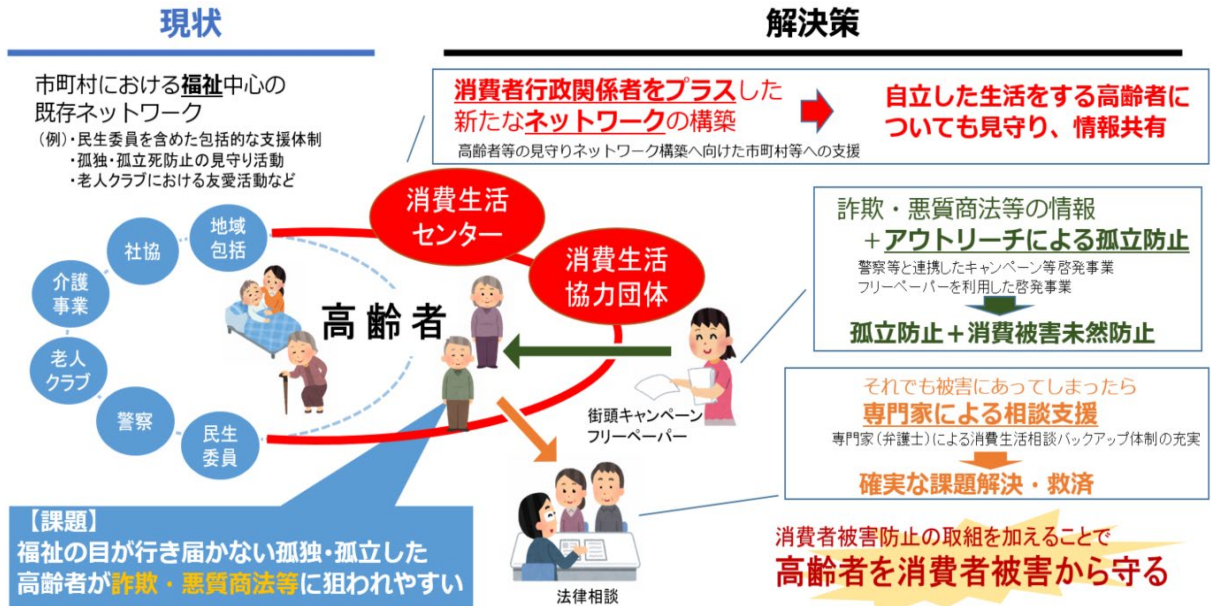 現状
市町村における福祉中心の
既存ネットワーク
（例）・民生委員を含めた包括的な支援体制
・孤独・孤立死防止の見守り活動
・老人クラブにおける友愛活動など
地域
包括
社協
介護
事業
老人
クラブ
警察
民生
委員
高齢者
消費生活
センター
消費生活
協力団体
街頭キャンペーン
フリーペーパー
法律相談
【課題】
福祉の目が行き届かない孤独・孤立した
高齢者が詐欺・悪質商法等に狙われやすい
解決策
消費者行政関係者をプラスした
新たなネットワークの構築
高齢者等の見守りネットワーク構築へ向けた市町村等への支援
自立した生活をする高齢者に
ついても見守り、情報共有
詐欺・悪質商法等の情報
＋アウトリーチによる孤立防止
警察等と連携したキャンペーン等啓発事業
フリーペーパーを利用した啓発事業
孤立防止＋消費被害未然防止
それでも被害にあってしまったら
専門家による相談支援
専門家（弁護士）による消費生活相談バックアップ体制の充実
確実な課題解決・救済
消費者被害防止の取組を加えることで
高齢者を消費者被害から守る